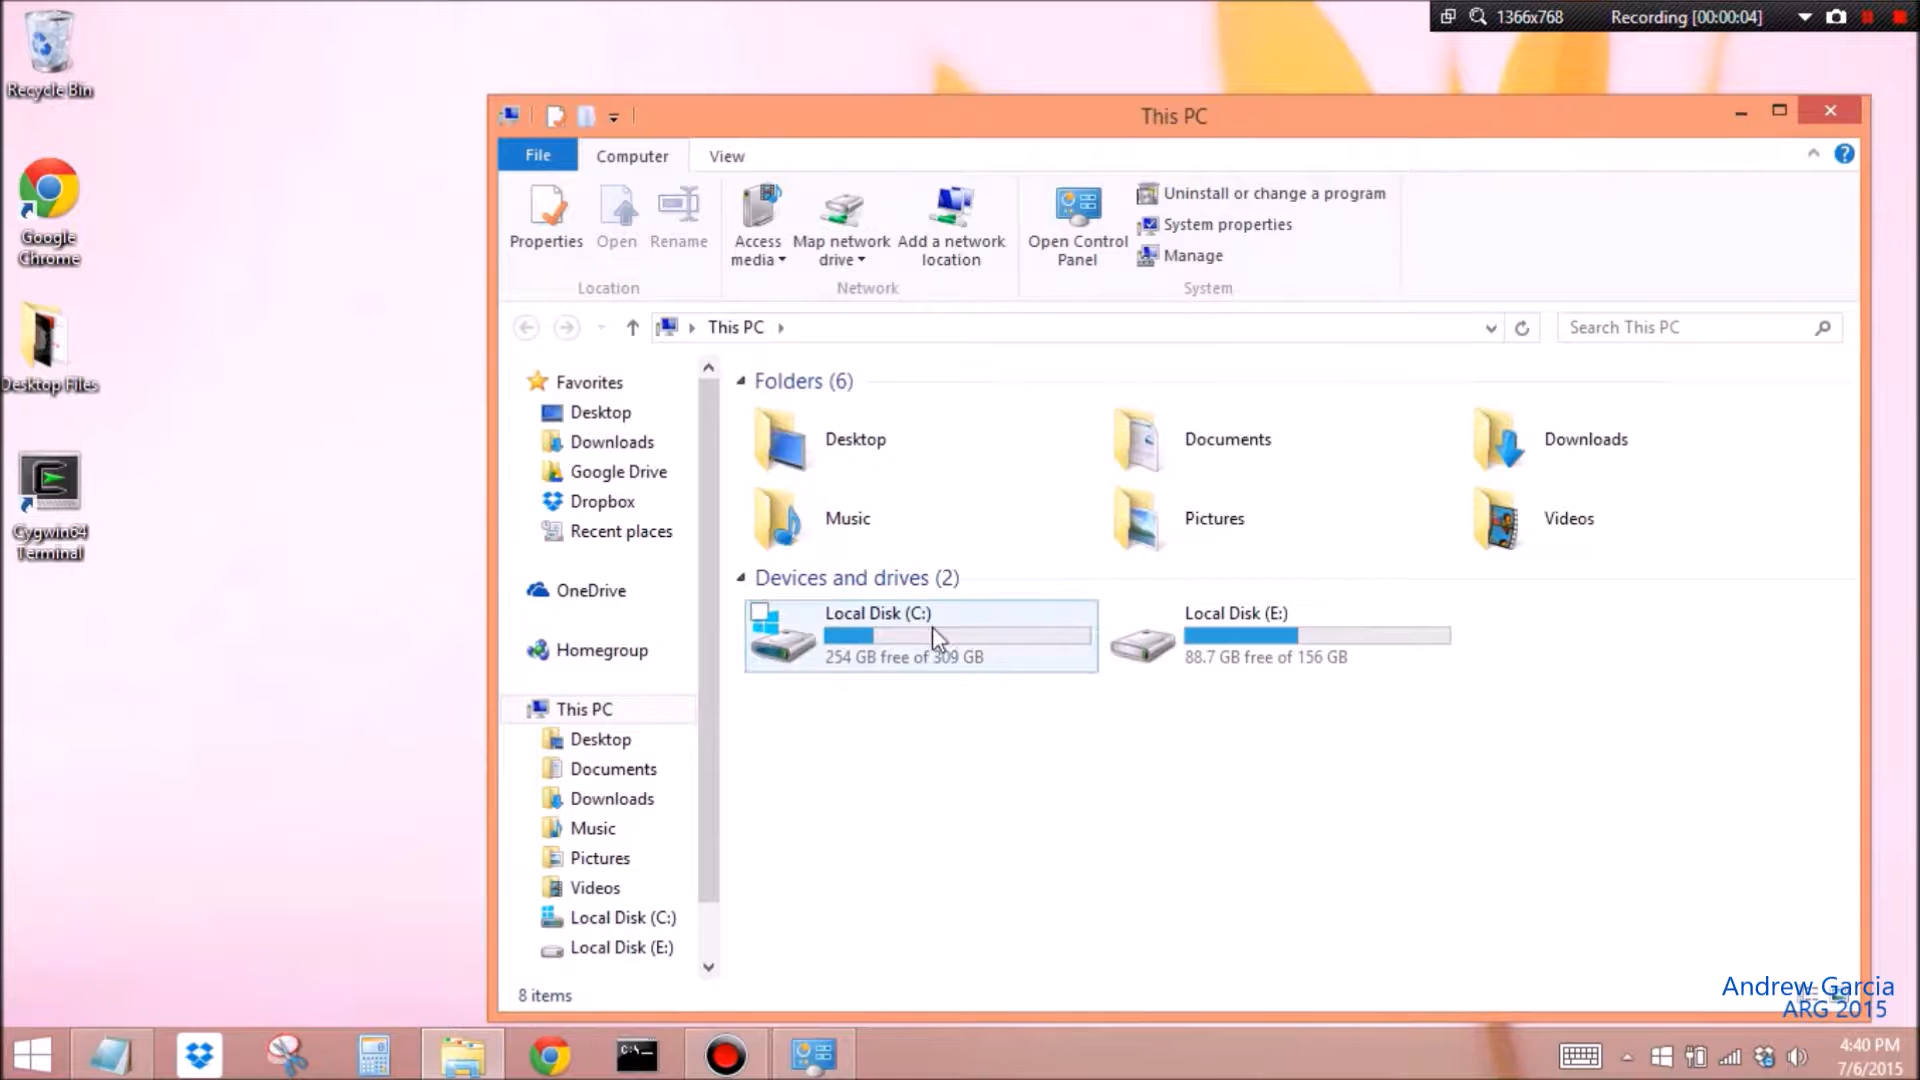 1366x768
Recording [00:00:04]
Recycle Bin
Google
Chrome
Desktop Files
Cygwin64
Terminal
This PC
File
Computer
View
Properties
Open
Rename
Location
Access
media
Map network
drive
Add a network
location
Network
Open Control
Panel
Uninstall or change a program
System properties
Manage
System
This PC
Search This PC
Favorites
Desktop
Downloads
Google Drive
Dropbox
Recent places
OneDrive
Homegroup
This PC
Desktop
Documents
Downloads
Music
Pictures
Videos
Local Disk (C:)
Local Disk (E:)
Folders (6)
Desktop
Documents
Downloads
Music
Pictures
Videos
Devices and drives (2)
Local Disk (C:)
254 GB free of 309 GB
Local Disk (E:)
88.7 GB free of 156 GB
8 items
Andrew Garcia
ARG 2015
C:\
4:40 PM
7/6/2015